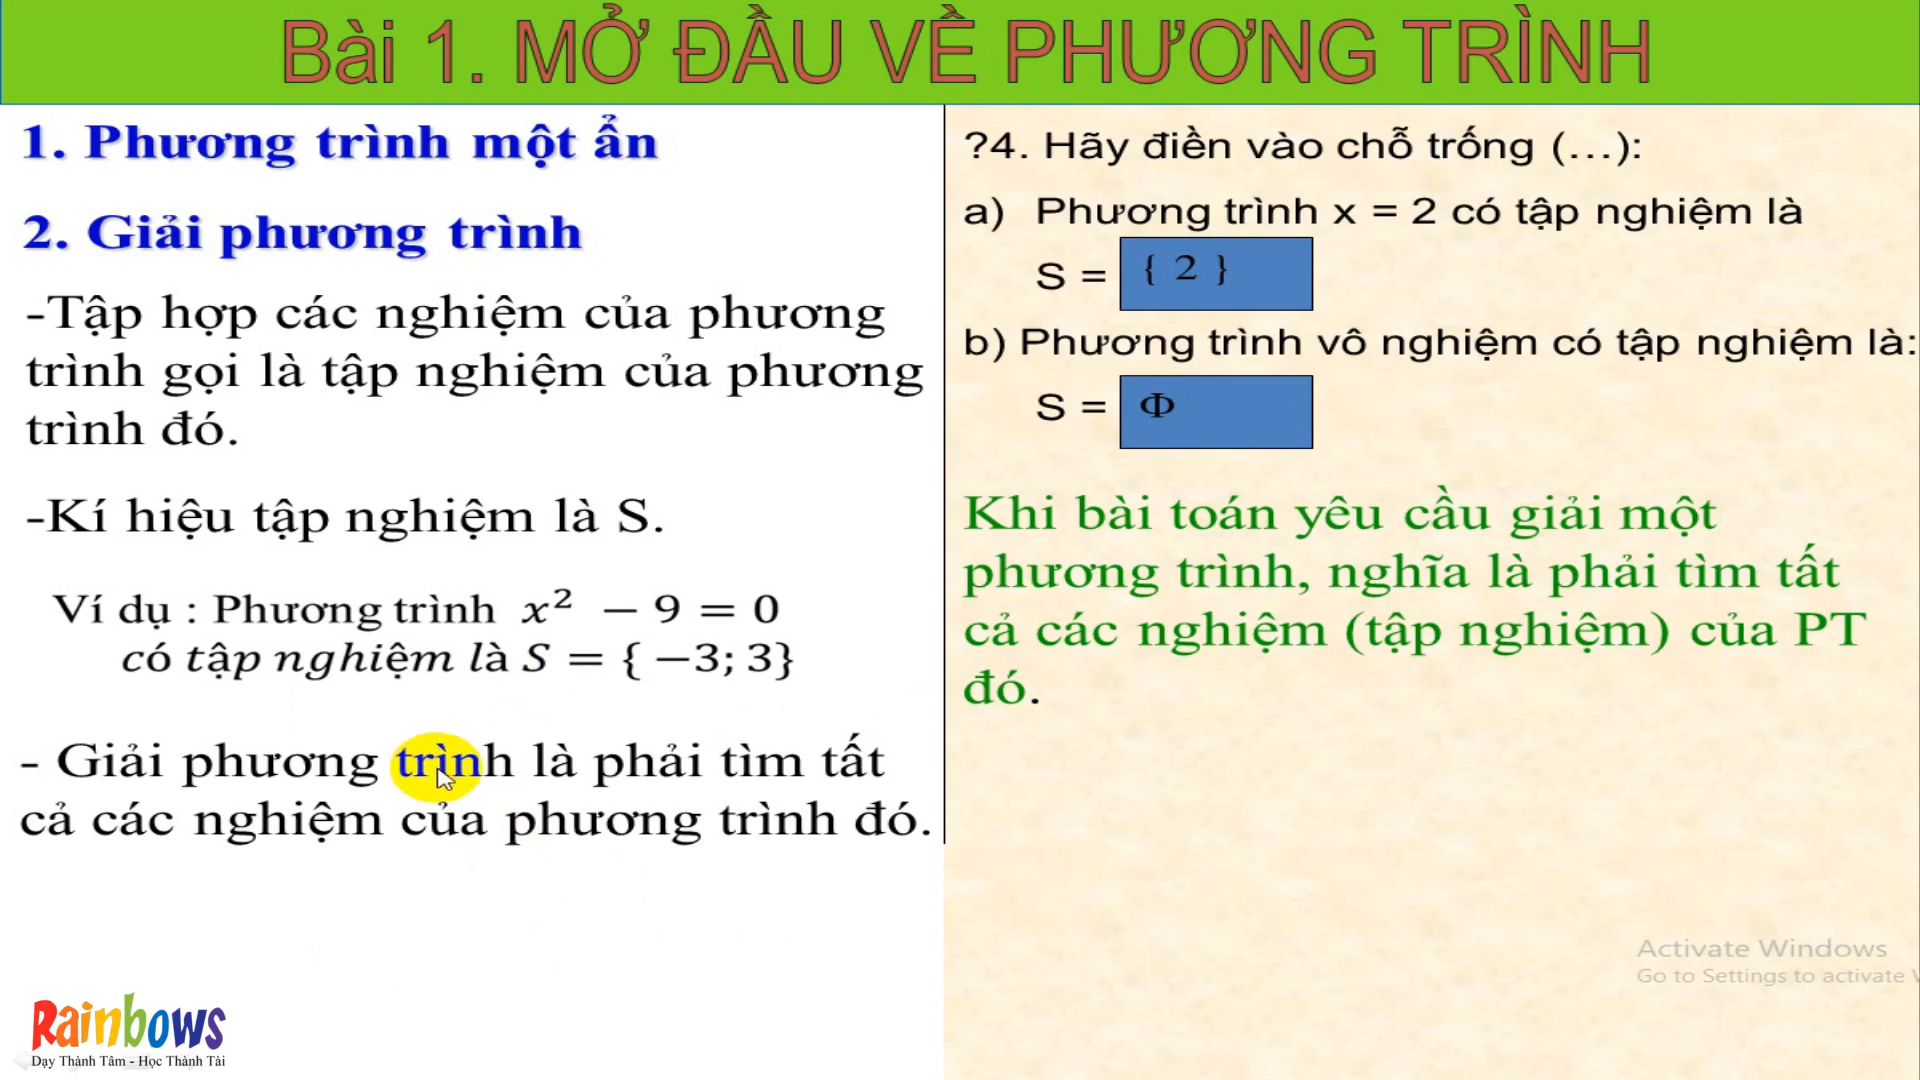 Bài 1. MỞ ĐẦU VỀ PHƯƠNG TRÌNH
1. Phương trình một ẩn
2. Giải phương trình
-Tập hợp các nghiệm của phương
trình gọi là tập nghiệm của phương
trình đó.
-Kí hiệu tập nghiệm là S.
Ví dụ : Phương trình x² − 9 = 0
có tập nghiệm là S = { −3; 3}
- Giải phương trình là phải tìm tất
cả các nghiệm của phương trình đó.
?4. Hãy điền vào chỗ trống (...):
a) Phương trình x = 2 có tập nghiệm là
S = { 2 }
b) Phương trình vô nghiệm có tập nghiệm là:
S = Φ
Khi bài toán yêu cầu giải một
phương trình, nghĩa là phải tìm tất
cả các nghiệm (tập nghiệm) của PT
đó.
Activate Windows
Go to Settings to activate
Rainbows
Dạy Thành Tâm - Học Thành Tài